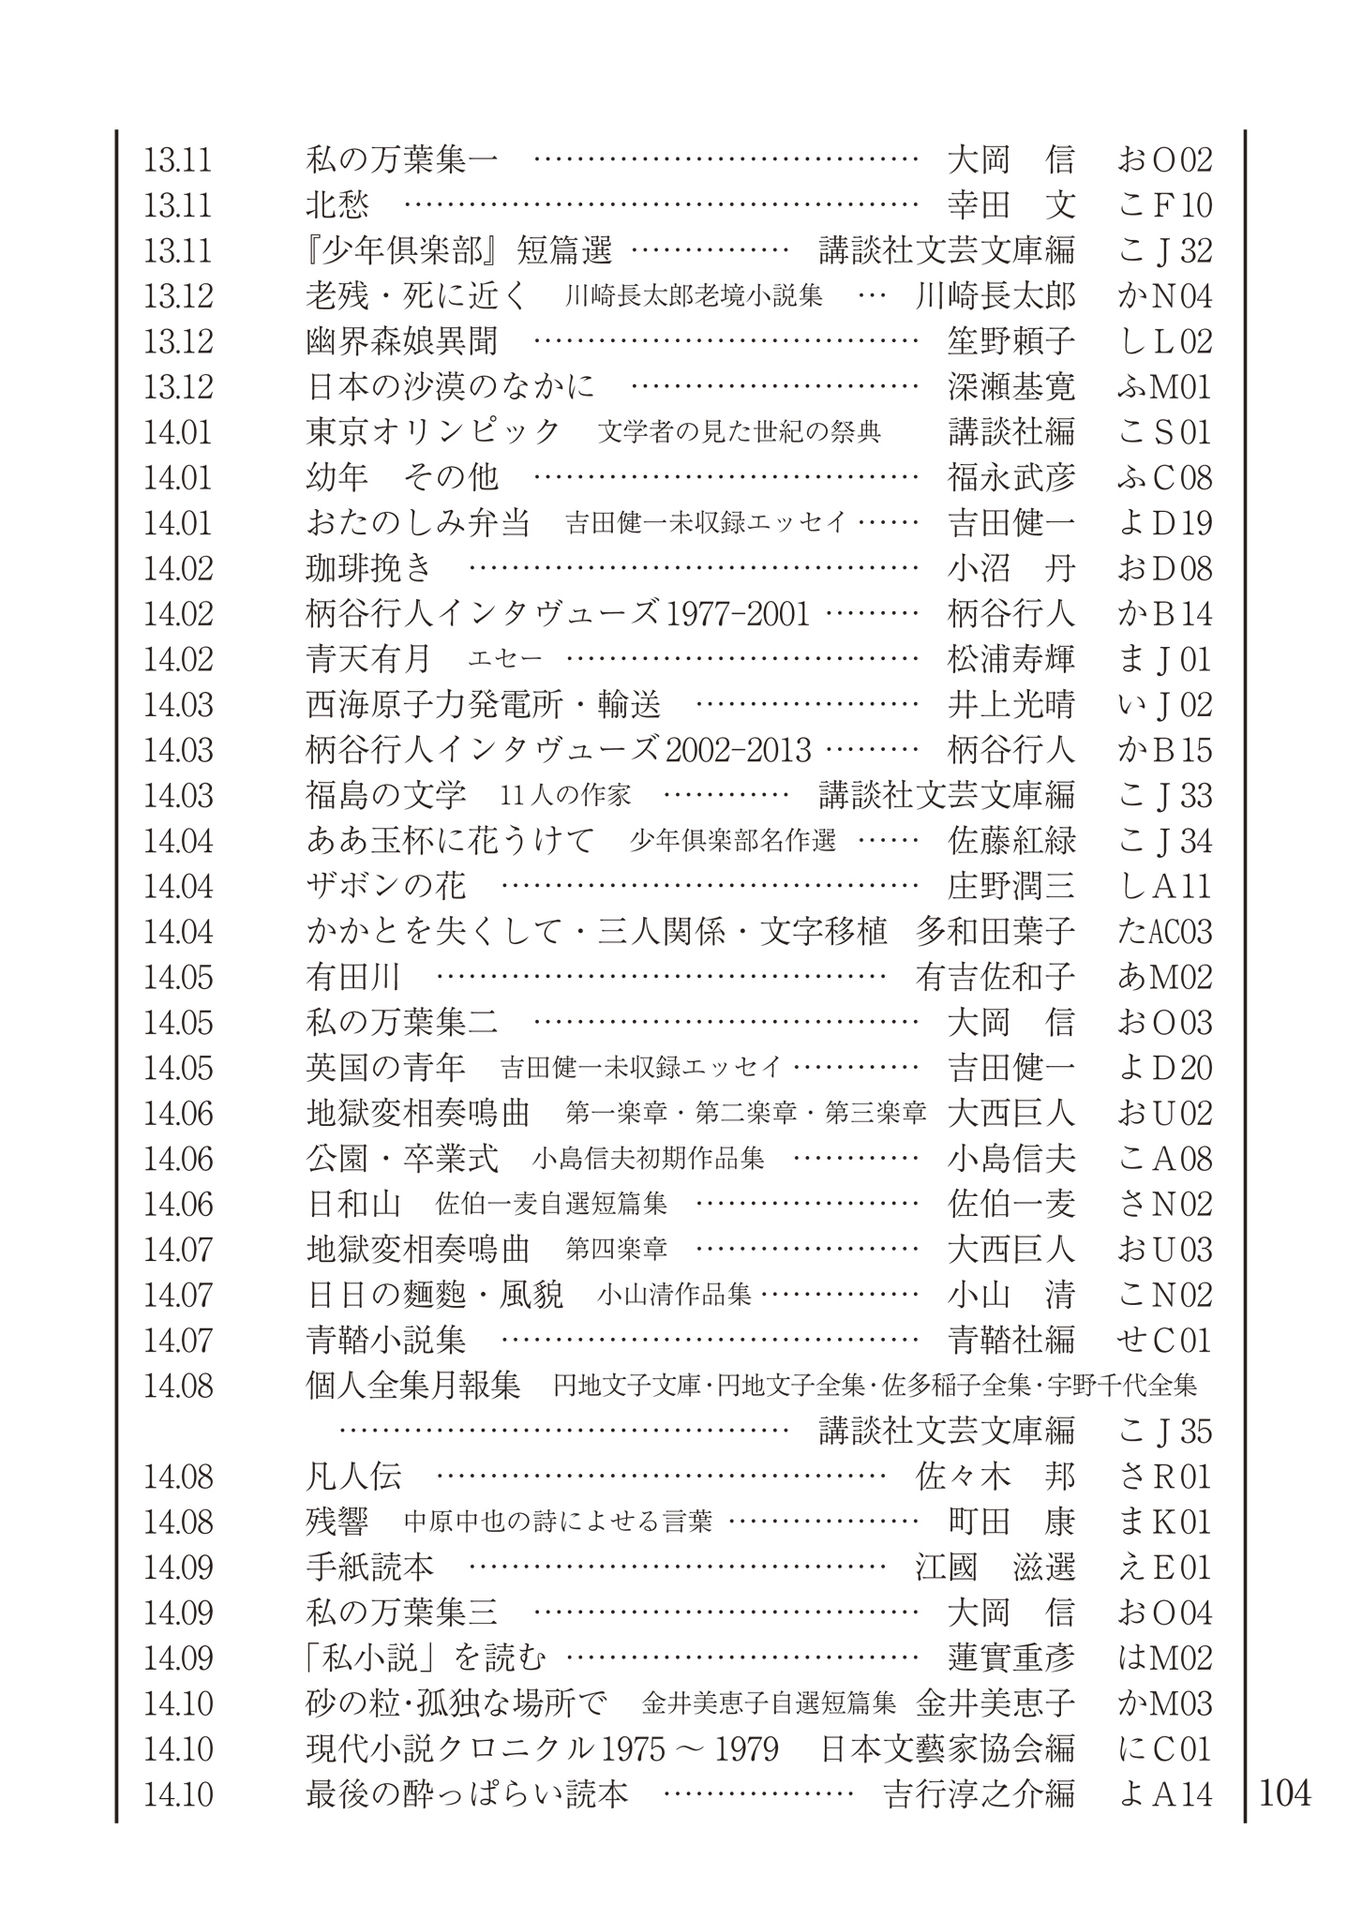 13.11 私の万葉集一 ………………………………… 大岡　信 おO02
13.11 北愁 ………………………………………… 幸田　文 こF10
13.11 『少年倶楽部』短篇選 …………… 講談社文芸文庫編 こJ32
13.12 老残・死に近く 川崎長太郎老境小説集 … 川崎長太郎 かN04
13.12 幽界森娘異聞 ……………………………… 笙野頼子 しL02
13.12 日本の沙漠のなかに ……………………… 深瀬基寛 ふM01
14.01 東京オリンピック 文学者の見た世紀の祭典 講談社編 こS01
14.01 幼年　その他 ……………………………… 福永武彦 ふC08
14.01 おたのしみ弁当 吉田健一未収録エッセイ …… 吉田健一 よD19
14.02 珈琲挽き …………………………………… 小沼　丹 おD08
14.02 柄谷行人インタヴューズ1977-2001 ……… 柄谷行人 かB14
14.02 青天有月 エセー …………………………… 松浦寿輝 まJ01
14.03 西海原子力発電所・輸送 ………………… 井上光晴 いJ02
14.03 柄谷行人インタヴューズ2002-2013 ……… 柄谷行人 かB15
14.03 福島の文学 11人の作家 ………… 講談社文芸文庫編 こJ33
14.04 ああ玉杯に花うけて 少年倶楽部名作選 …… 佐藤紅緑 こJ34
14.04 ザボンの花 ………………………………… 庄野潤三 しA11
14.04 かかとを失くして・三人関係・文字移植 多和田葉子 たAC03
14.05 有田川 ……………………………………… 有吉佐和子 あM02
14.05 私の万葉集二 ……………………………… 大岡　信 おO03
14.05 英国の青年 吉田健一未収録エッセイ ………… 吉田健一 よD20
14.06 地獄変相奏鳴曲 第一楽章・第二楽章・第三楽章 大西巨人 おU02
14.06 公園・卒業式 小島信夫初期作品集 ………… 小島信夫 こA08
14.06 日和山 佐伯一麦自選短篇集 ………………… 佐伯一麦 さN02
14.07 地獄変相奏鳴曲 第四楽章 ………………… 大西巨人 おU03
14.07 日日の麵麭・風貌 小山清作品集 …………… 小山　清 こN02
14.07 青鞜小説集 ………………………………… 青鞜社編 せC01
14.08 個人全集月報集 円地文子文庫・円地文子全集・佐多稲子全集・宇野千代全集
…………………………………… 講談社文芸文庫編 こJ35
14.08 凡人伝 ……………………………………… 佐々木　邦 さR01
14.08 残響 中原中也の詩によせる言葉 ……………… 町田　康 まK01
14.09 手紙読本 …………………………………… 江國　滋選 えE01
14.09 私の万葉集三 ……………………………… 大岡　信 おO04
14.09 「私小説」を読む …………………………… 蓮實重彥 はM02
14.10 砂の粒・孤独な場所で 金井美恵子自選短篇集 金井美恵子 かM03
14.10 現代小説クロニクル1975～1979 日本文藝家協会編 にC01
14.10 最後の酔っぱらい読本 ……………… 吉行淳之介編 よA14
104